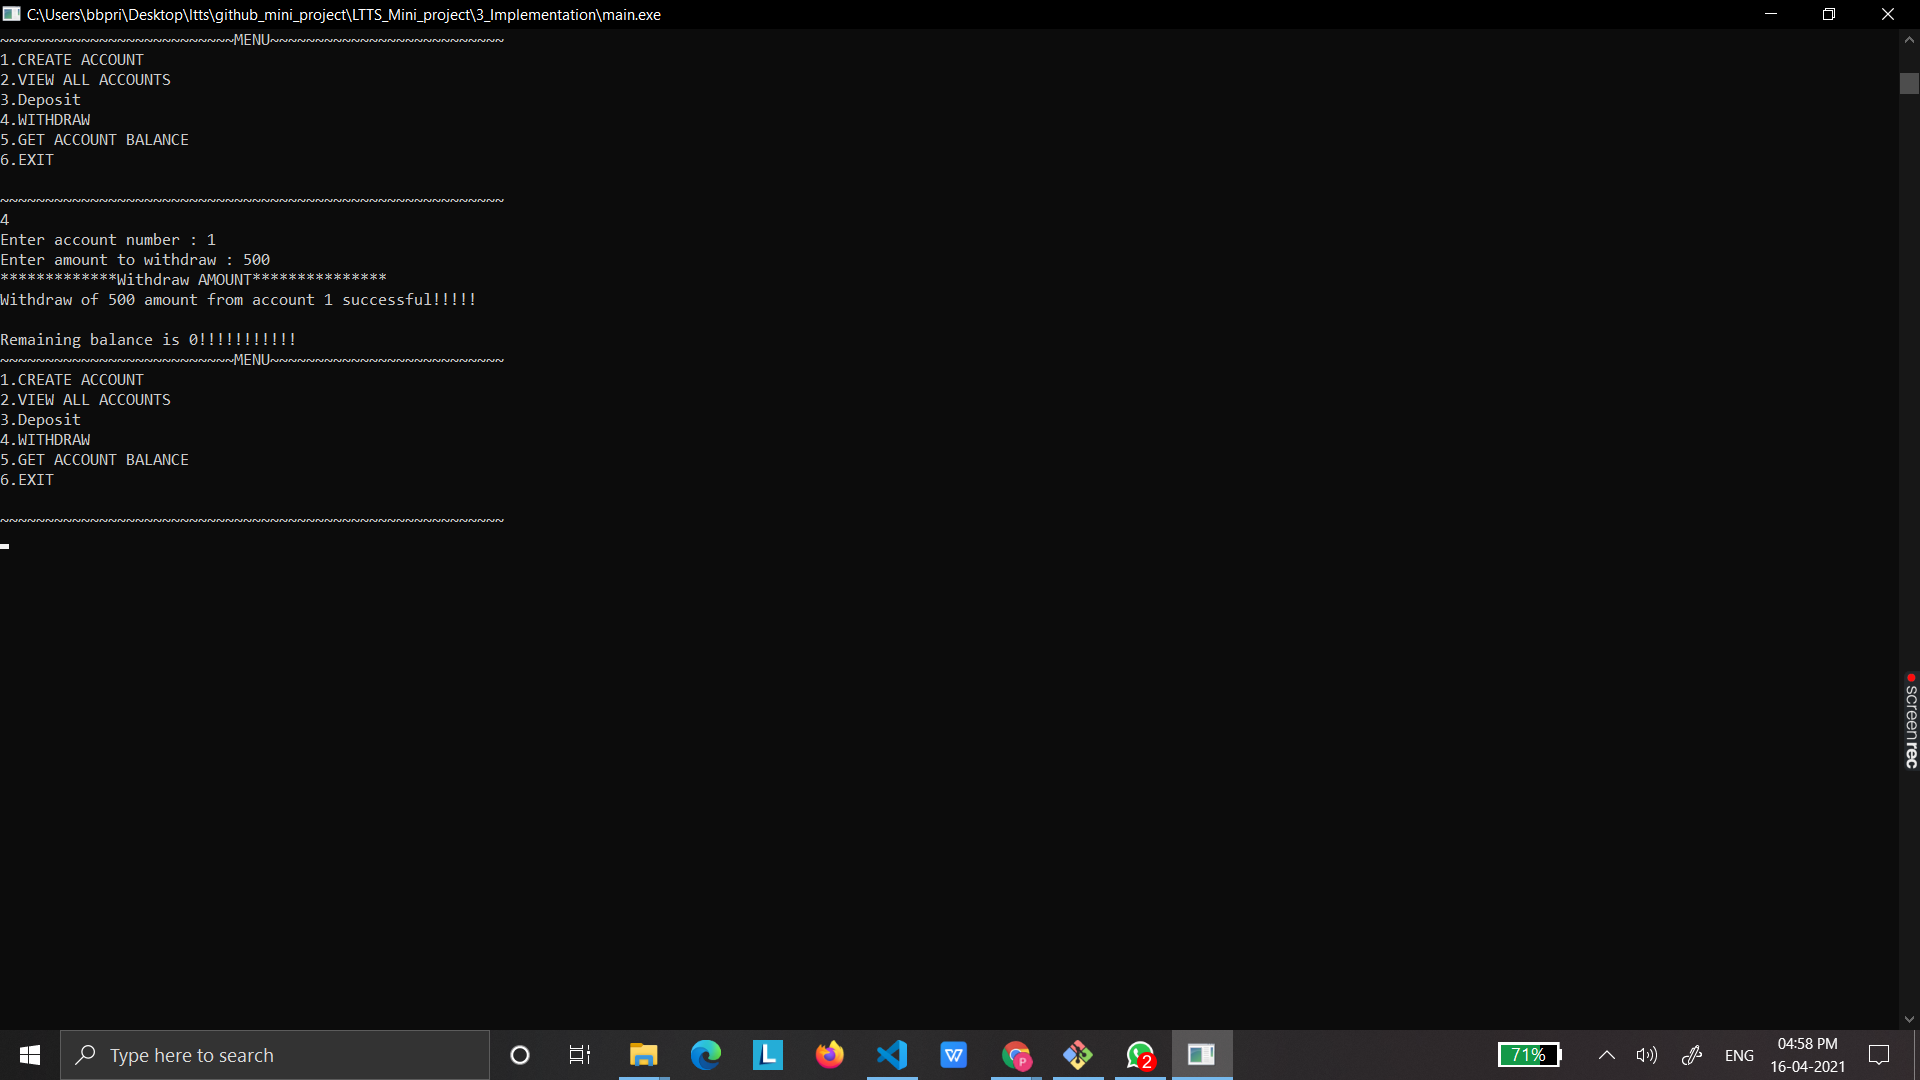 C:\Users\bbpri\Desktop\ltts\github_mini_project\LTTS_Mini_project\3_Implementation\main.exe
~~~~~~~~~~~~~~~~~~~~~~~~~~MENU~~~~~~~~~~~~~~~~~~~~~~~~~~
1.CREATE ACCOUNT
2.VIEW ALL ACCOUNTS
3.Deposit
4.WITHDRAW
5.GET ACCOUNT BALANCE
6.EXIT
~~~~~~~~~~~~~~~~~~~~~~~~~~~~~~~~~~~~~~~~~~~~~~~~~~~~~~~~
4
Enter account number : 1
Enter amount to withdraw : 500
*************Withdraw AMOUNT***************
Withdraw of 500 amount from account 1 successful!!!!!
Remaining balance is 0!!!!!!!!!!!
~~~~~~~~~~~~~~~~~~~~~~~~~~MENU~~~~~~~~~~~~~~~~~~~~~~~~~~
1.CREATE ACCOUNT
2.VIEW ALL ACCOUNTS
3.Deposit
4.WITHDRAW
5.GET ACCOUNT BALANCE
6.EXIT
~~~~~~~~~~~~~~~~~~~~~~~~~~~~~~~~~~~~~~~~~~~~~~~~~~~~~~~~
screenrec
Type here to search
L
W
P
2
71%
ENG
04:58 PM
16-04-2021